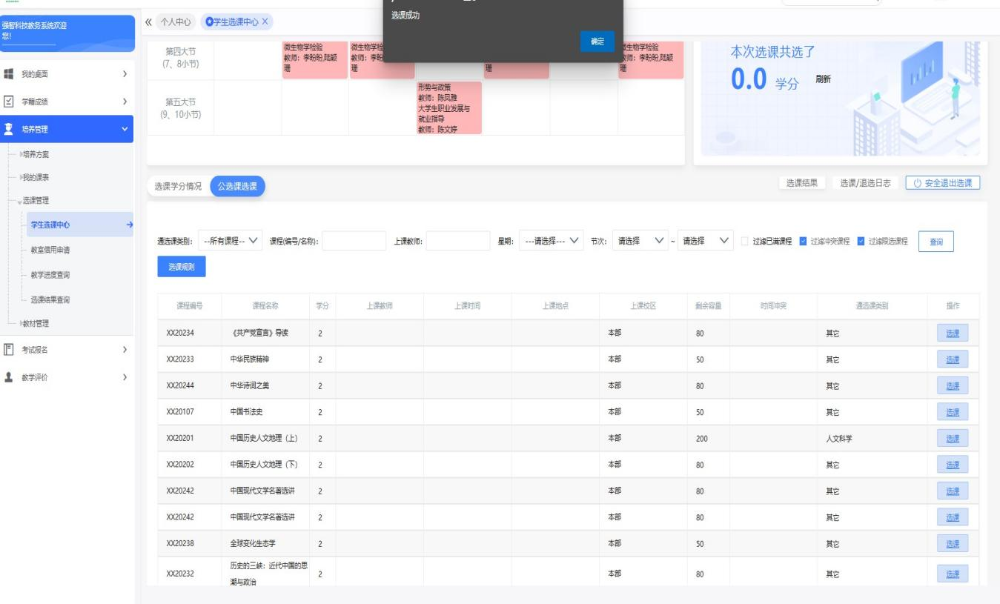 强智科技教务系统欢迎
您!
个人中心
学生选课中心 X
选课成功
确定
我的桌面
学籍成绩
培养管理
培养方案
我的课表
选课管理
学生选课中心
教室借用申请
教学进度查询
选课结果查询
教材管理
考试报名
教学评价
第四大节
(7、8小节)
微生物学检验
教师：李盼盼,陆颖
珊
微生物学检
教师：李盼
珊
珊
微生物学检验
教师：李盼盼,陆颖
珊
第五大节
(9、10小节)
形势与政策
教师：陈凤雅
大学生职业发展与
就业指导
教师：陈文婷
本次选课共选了
0.0 学分 刷新
选课学分情况 公选课选课
选课结果 选课/退选日志 安全退出选课
通选课类别: --所有课程-- 课程(编号/名称): 上课教师: 星期: ---请选择--- 节次: 请选择 ~ 请选择 过滤已满课程 过滤冲突课程 过滤限选课程 查询
选课规则
课程编号 课程名称 学分 上课教师 上课时间 上课地点 上课校区 剩余容量 时间冲突 通选课类别 操作
XX20234 《共产党宣言》导读 2 本部 80 其它 选课
XX20233 中华民族精神 2 本部 50 其它 选课
XX20244 中华诗词之美 2 本部 80 其它 选课
XX20107 中国书法史 2 本部 50 其它 选课
XX20201 中国历史人文地理（上） 2 本部 200 人文科学 选课
XX20202 中国历史人文地理（下） 2 本部 80 其它 选课
XX20242 中国现代文学名著选讲 2 本部 80 其它 选课
XX20242 中国现代文学名著选讲 2 本部 80 其它 选课
XX20238 全球变化生态学 2 本部 50 其它 选课
XX20232 历史的三峡：近代中国的思 2 本部 80 其它 选课
潮与政治